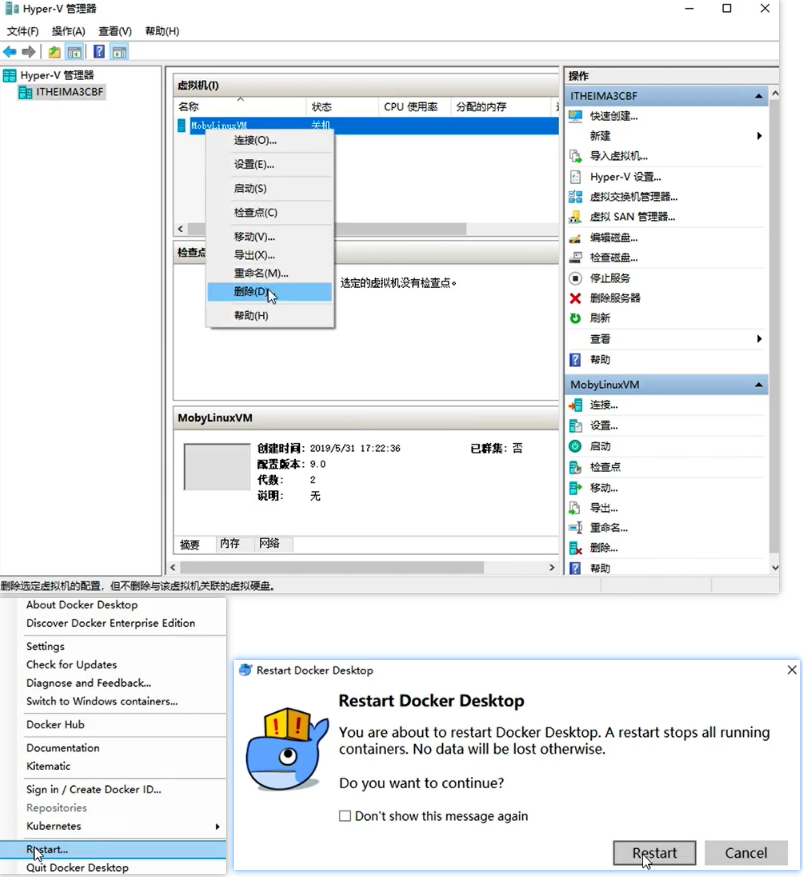 Hyper-V 管理器
文件(F) 操作(A) 查看(V) 帮助(H)
Hyper-V 管理器
ITHEIMA3CBF
虚拟机(I)
名称 状态 CPU 使用率 分配的内存
MobyLinuxVM 关机
连接(O)...
设置(E)...
启动(S)
检查点(C)
移动(V)...
导出(X)...
重命名(M)...
删除(D)
帮助(H)
检查点
选定的虚拟机没有检查点。
MobyLinuxVM
创建时间: 2019/5/31 17:22:36 已群集: 否
配置版本: 9.0
代数: 2
说明: 无
摘要 内存 网络
操作
ITHEIMA3CBF
快速创建...
新建
导入虚拟机...
Hyper-V 设置...
虚拟交换机管理器...
虚拟 SAN 管理器...
编辑磁盘...
检查磁盘...
停止服务
删除服务器
刷新
查看
帮助
MobyLinuxVM
连接...
设置...
启动
检查点
移动...
导出...
重命名...
删除...
帮助
删除选定虚拟机的配置，但不删除与该虚拟机关联的虚拟硬盘。
About Docker Desktop
Discover Docker Enterprise Edition
Settings
Check for Updates
Diagnose and Feedback...
Switch to Windows containers...
Docker Hub
Documentation
Kitematic
Sign in / Create Docker ID...
Repositories
Kubernetes
Restart...
Quit Docker Desktop
Restart Docker Desktop
Restart Docker Desktop
You are about to restart Docker Desktop. A restart stops all running
containers. No data will be lost otherwise.
Do you want to continue?
Don't show this message again
Restart Cancel